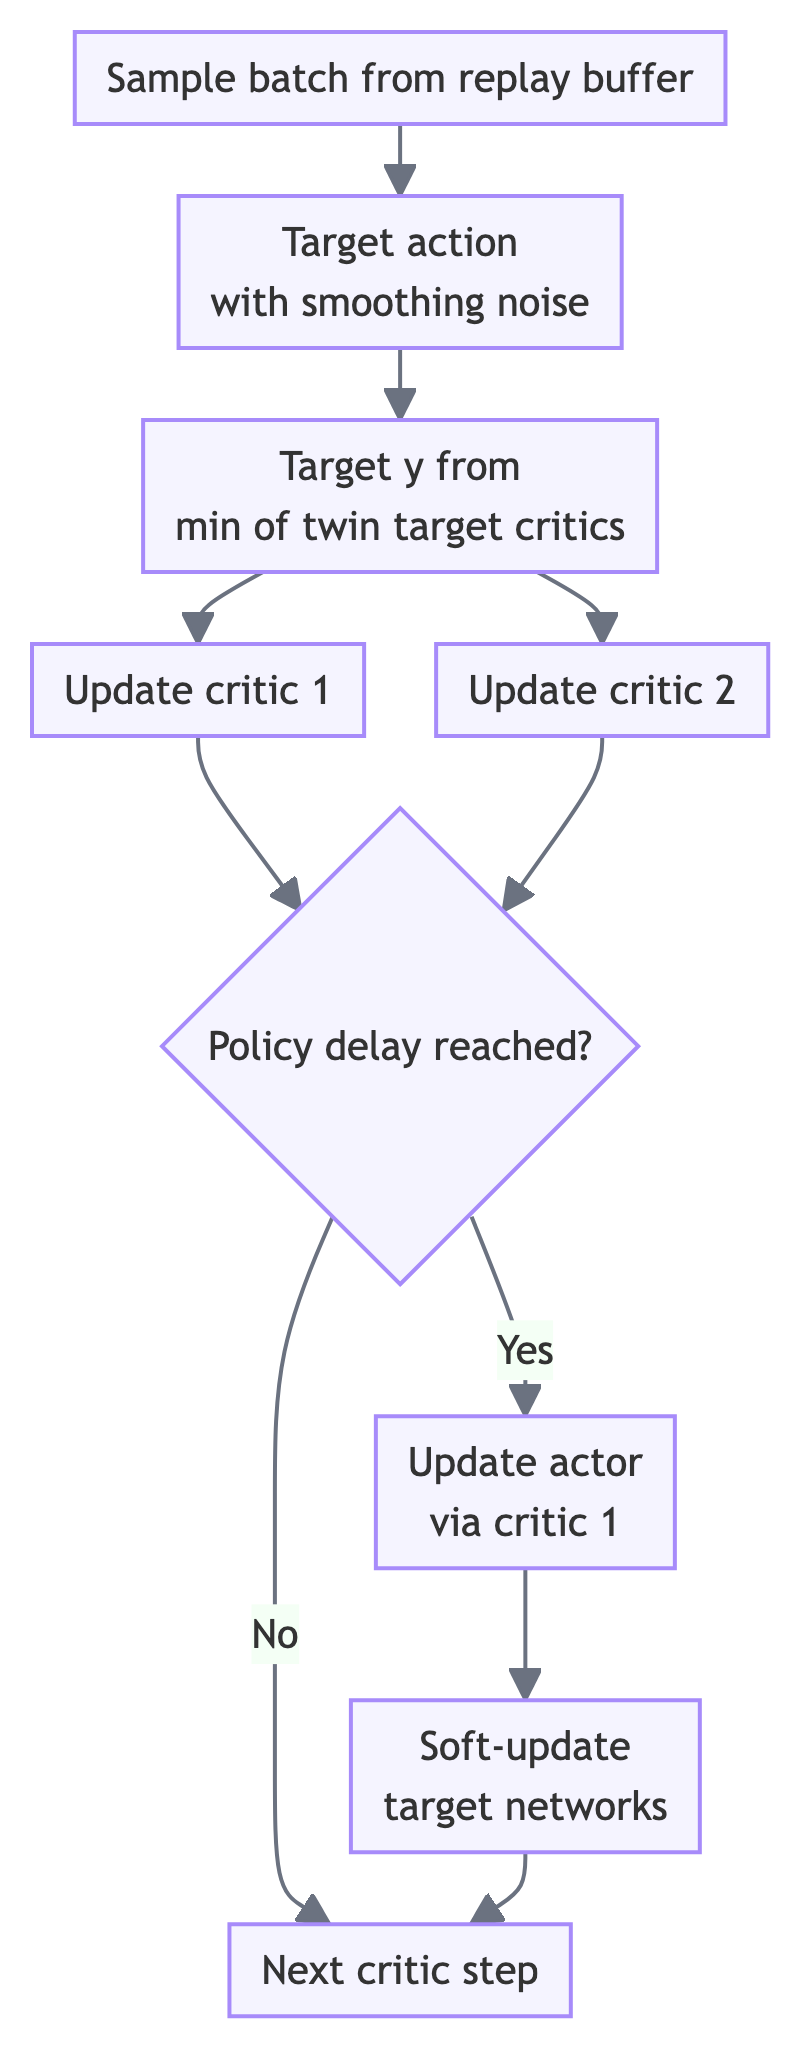 Sample batch from replay buffer
Target action
with smoothing noise
Target y from
min of twin target critics
Update critic 1
Update critic 2
Policy delay reached?
Yes
Update actor
via critic 1
No
Soft-update
target networks
Next critic step